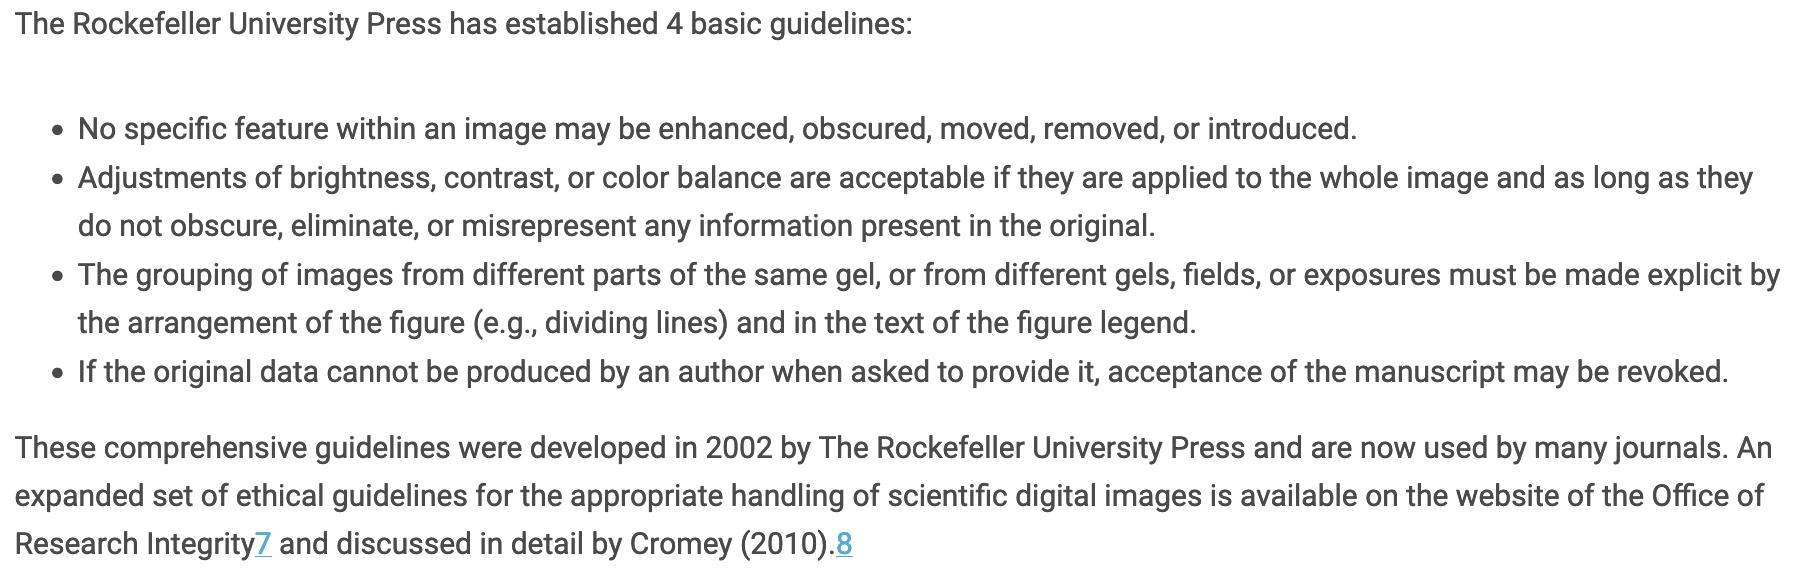 The Rockefeller University Press has established 4 basic guidelines:
• No specific feature within an image may be enhanced, obscured, moved, removed, or introduced.
• Adjustments of brightness, contrast, or color balance are acceptable if they are applied to the whole image and as long as they
do not obscure, eliminate, or misrepresent any information present in the original.
• The grouping of images from different parts of the same gel, or from different gels, fields, or exposures must be made explicit by
the arrangement of the figure (e.g., dividing lines) and in the text of the figure legend.
• If the original data cannot be produced by an author when asked to provide it, acceptance of the manuscript may be revoked.
These comprehensive guidelines were developed in 2002 by The Rockefeller University Press and are now used by many journals. An
expanded set of ethical guidelines for the appropriate handling of scientific digital images is available on the website of the Office of
Research Integrity7 and discussed in detail by Cromey (2010).8